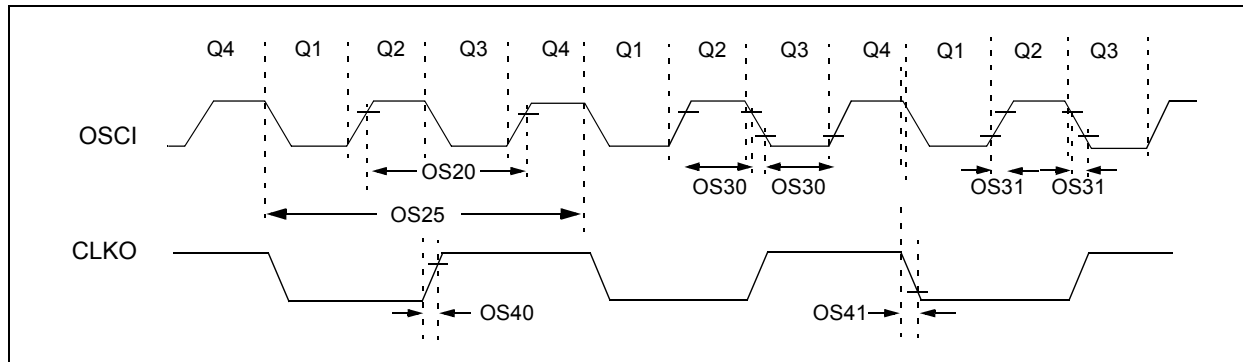 Q4 Q1 Q2 Q3 Q4 Q1 Q2 Q3 Q4 Q1 Q2 Q3
OSCI
OS20 OS30 OS30 OS31 OS31
OS25
CLKO
OS40 OS41